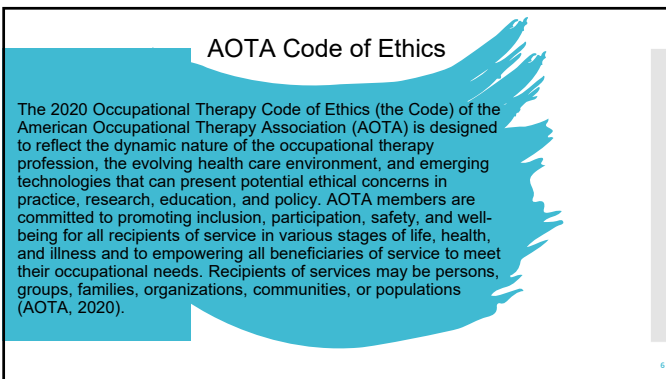 AOTA Code of Ethics
The 2020 Occupational Therapy Code of Ethics (the Code) of the
American Occupational Therapy Association (AOTA) is designed
to reflect the dynamic nature of the occupational therapy
profession, the evolving health care environment, and emerging
technologies that can present potential ethical concerns in
practice, research, education, and policy. AOTA members are
committed to promoting inclusion, participation, safety, and well-
being for all recipients of service in various stages of life, health,
and illness and to empowering all beneficiaries of service to meet
their occupational needs. Recipients of services may be persons,
groups, families, organizations, communities, or populations
(AOTA, 2020).
6